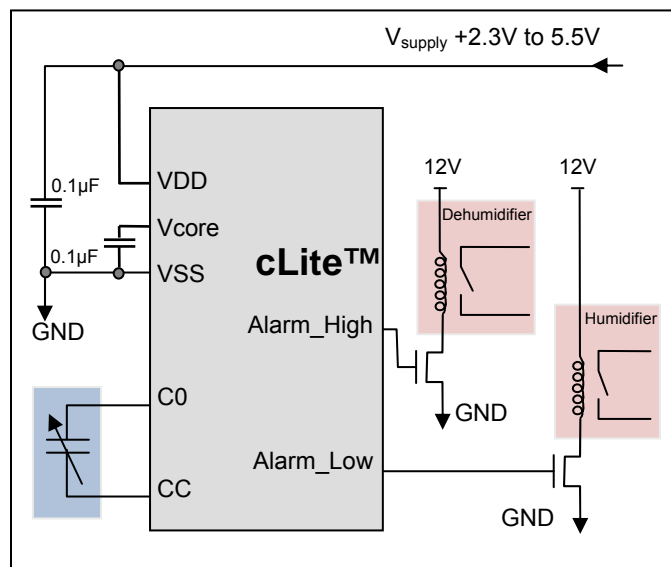 Vsupply +2.3V to 5.5V
12V
12V
0.1µF
VDD
Dehumidifier
Vcore
0.1µF
cLite™
VSS
GND
Alarm_High
Humidifier
C0
GND
Alarm_Low
CC
GND